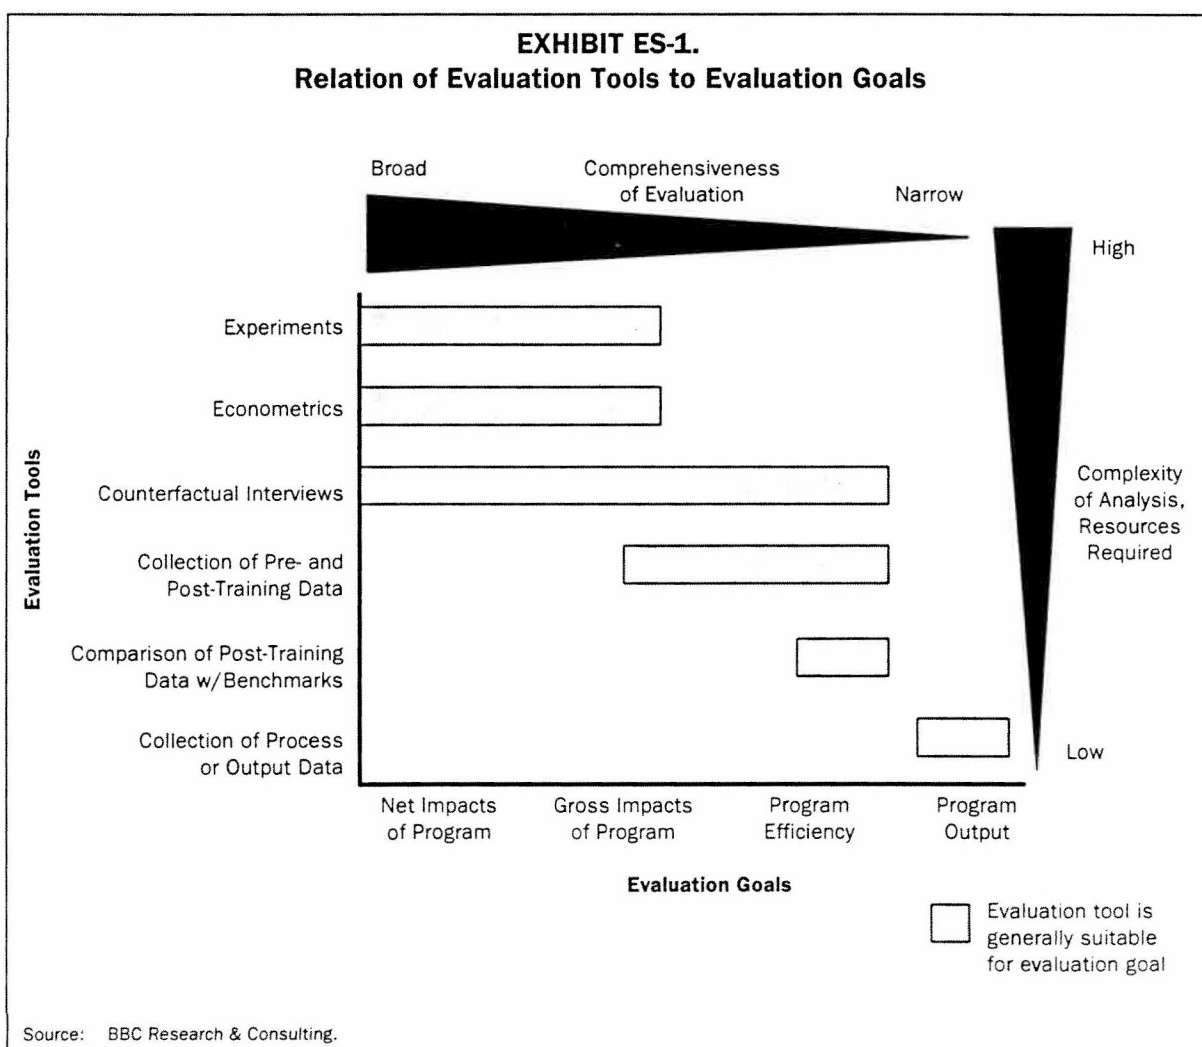 EXHIBIT ES-1.
Relation of Evaluation Tools to Evaluation Goals
Broad
Comprehensiveness
of Evaluation
Narrow
High
Experiments
Econometrics
Counterfactual Interviews
Collection of Pre- and
Post-Training Data
Comparison of Post-Training
Data w/Benchmarks
Collection of Process
or Output Data
Evaluation Tools
Complexity
of Analysis,
Resources
Required
Low
Net Impacts
of Program
Gross Impacts
of Program
Program
Efficiency
Program
Output
Evaluation Goals
Evaluation tool is
generally suitable
for evaluation goal
Source: BBC Research & Consulting.